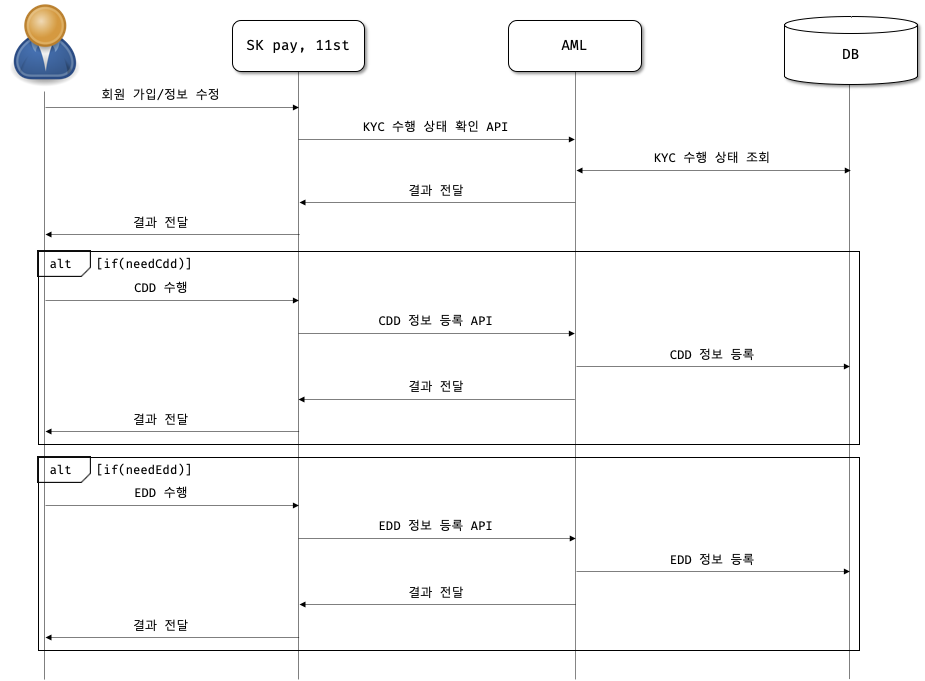 SK pay, 11st
AML
DB
회원 가입/정보 수정
KYC 수행 상태 확인 API
KYC 수행 상태 조회
결과 전달
결과 전달
alt [if(needCdd)]
CDD 수행
CDD 정보 등록 API
CDD 정보 등록
결과 전달
결과 전달
alt [if(needEdd)]
EDD 수행
EDD 정보 등록 API
EDD 정보 등록
결과 전달
결과 전달